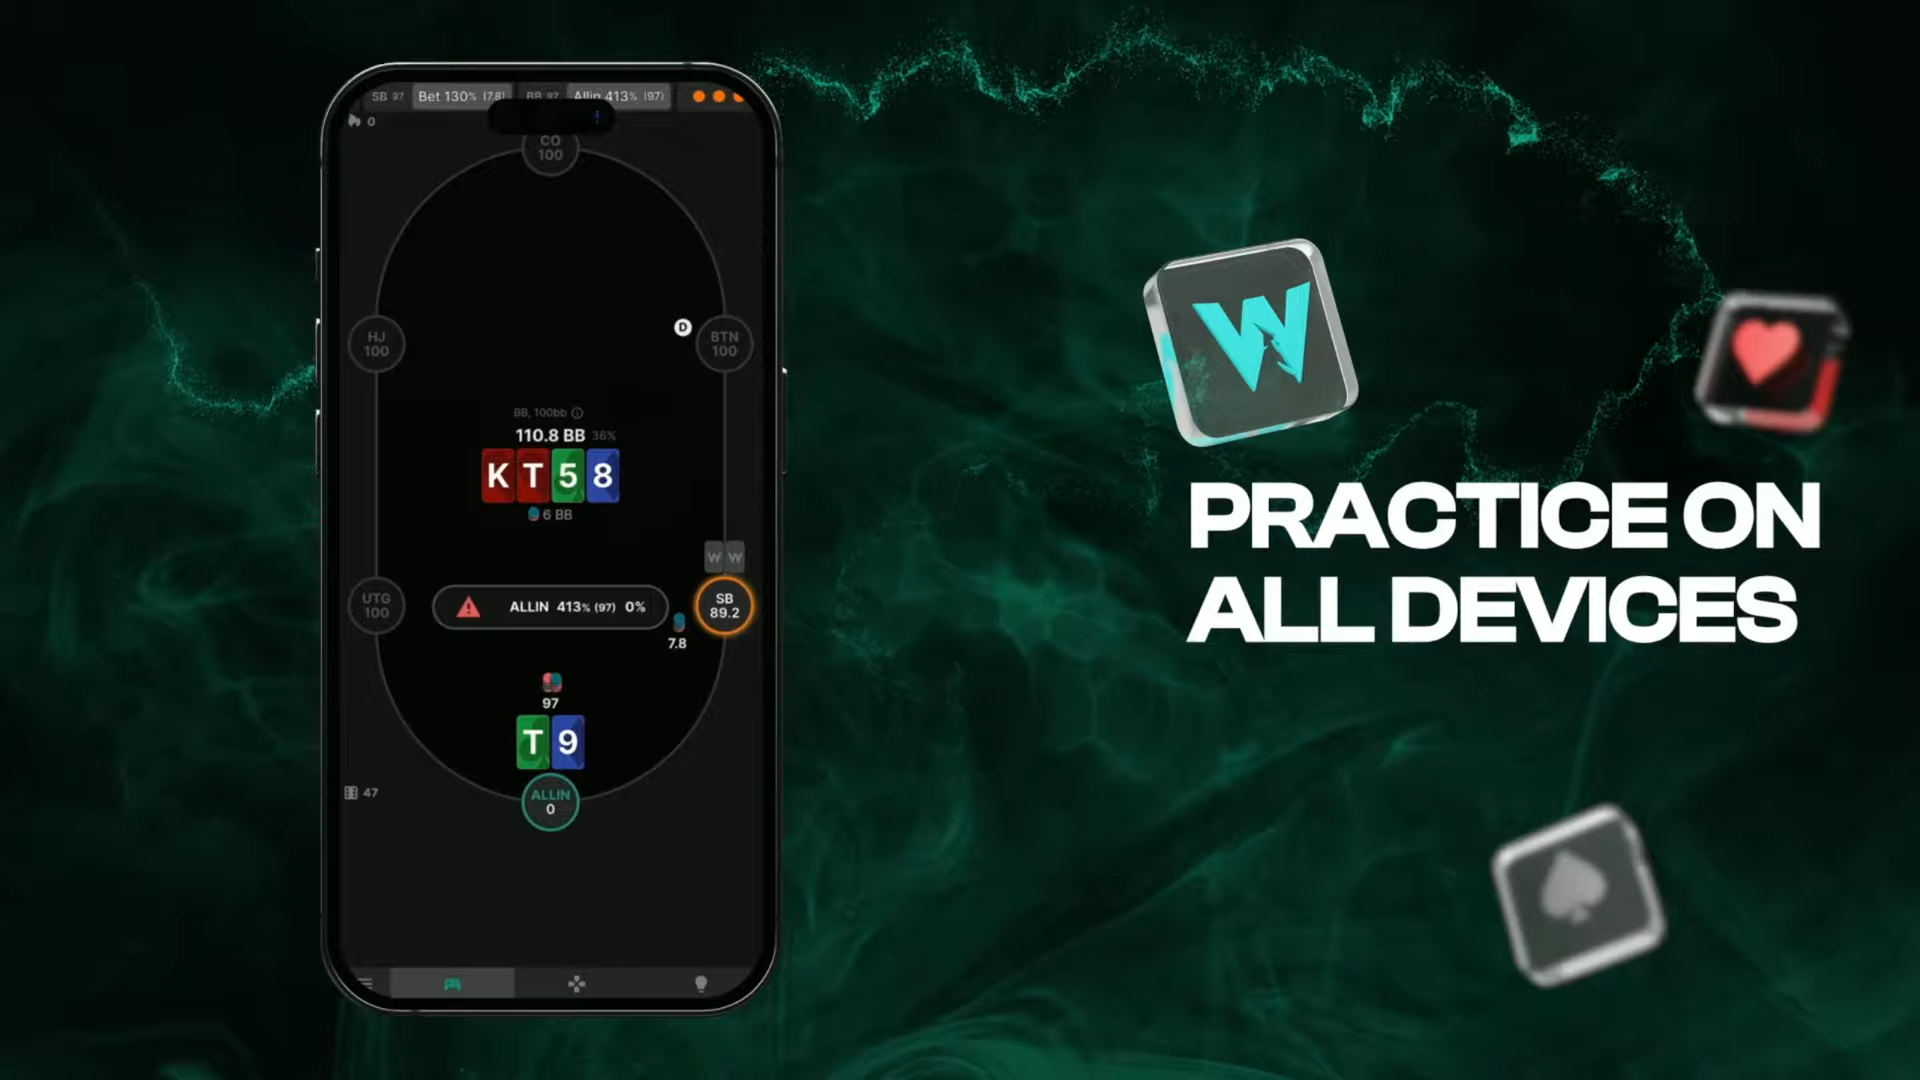 SB 97 Bet 130% (7.8) BB 97 Allin 413% (97)
0
CO
100
HJ
100
D
BTN
100
BB, 100bb
110.8 BB 36%
K T 5 8
6 BB
W W
UTG
100
ALLIN 413% (97) 0%
SB
89.2
7.8
97
T 9
47
ALLIN
0
W
PRACTICE ON
ALL DEVICES